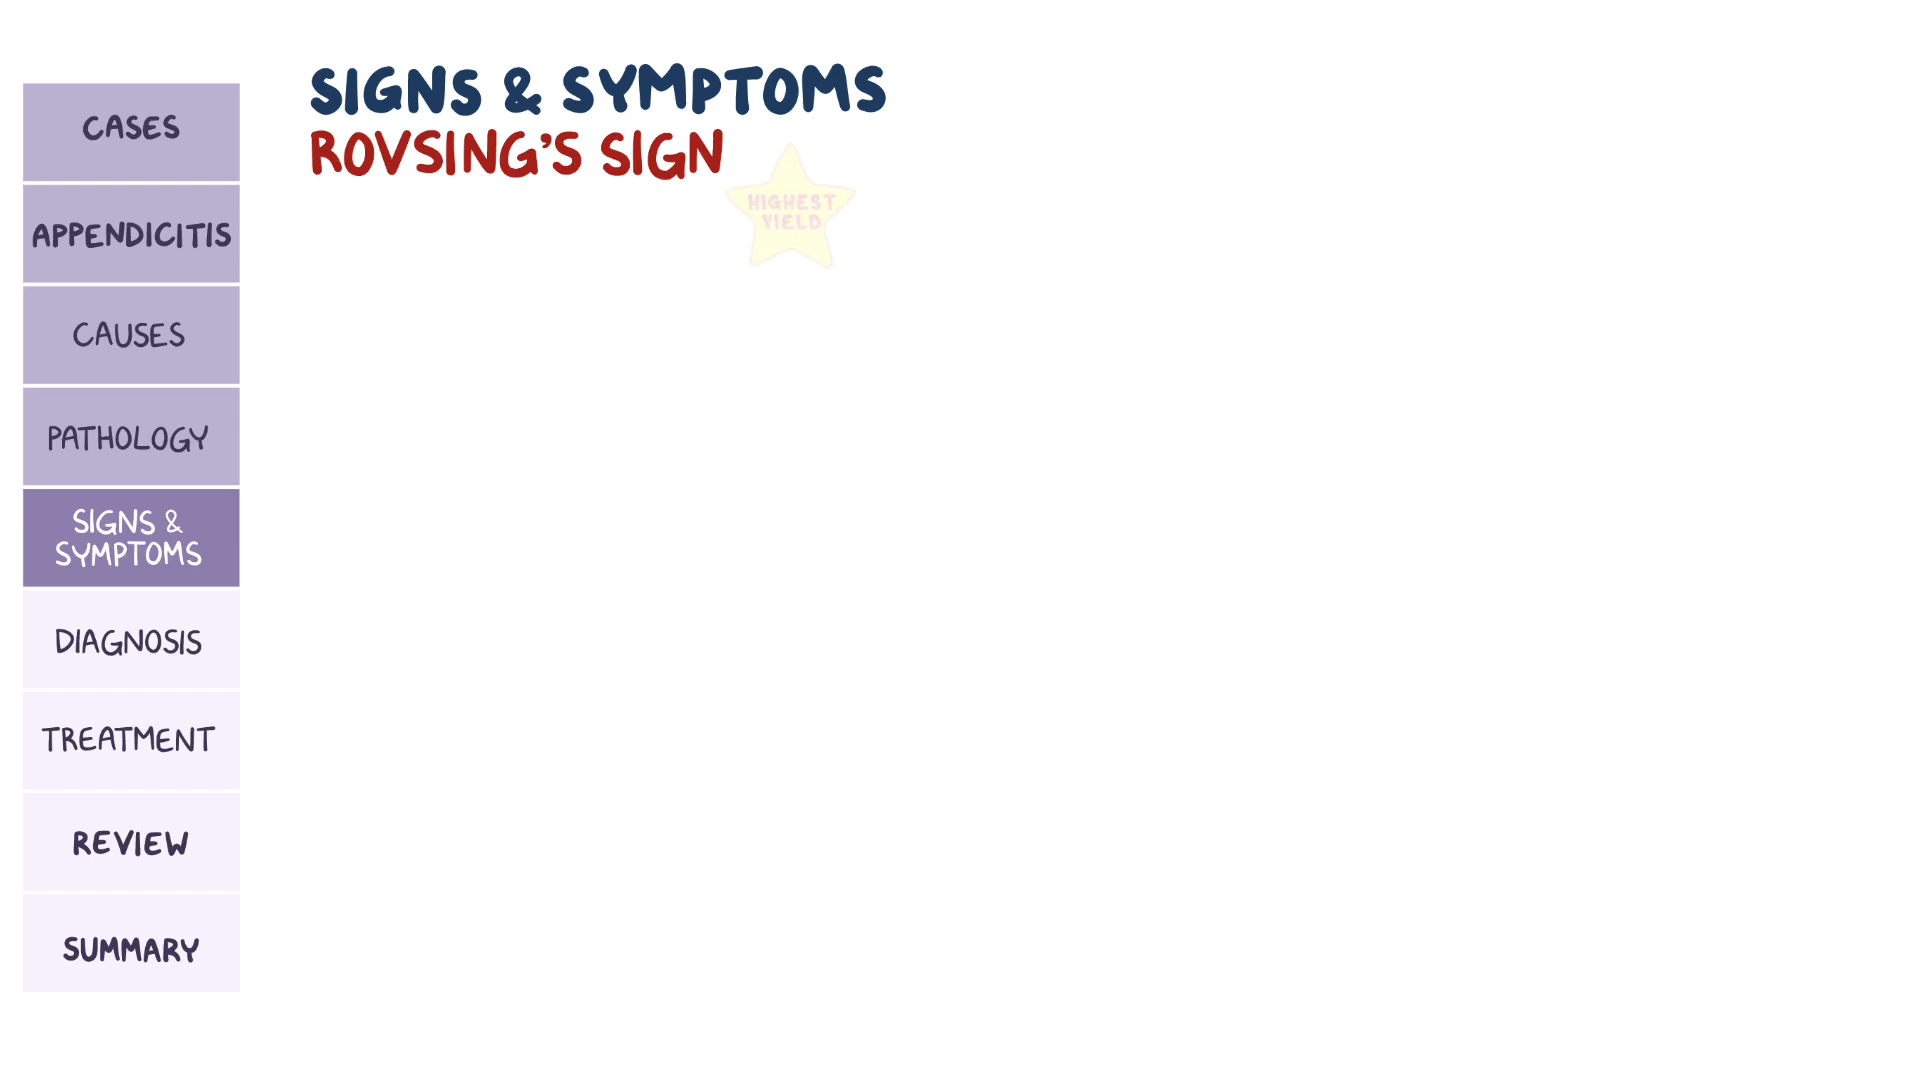 CASES
APPENDICITIS
CAUSES
PATHOLOGY
SIGNS &
SYMPTOMS
DIAGNOSIS
TREATMENT
REVIEW
SUMMARY
SIGNS & SYMPTOMS
ROVSING'S SIGN
HIGHEST
YIELD